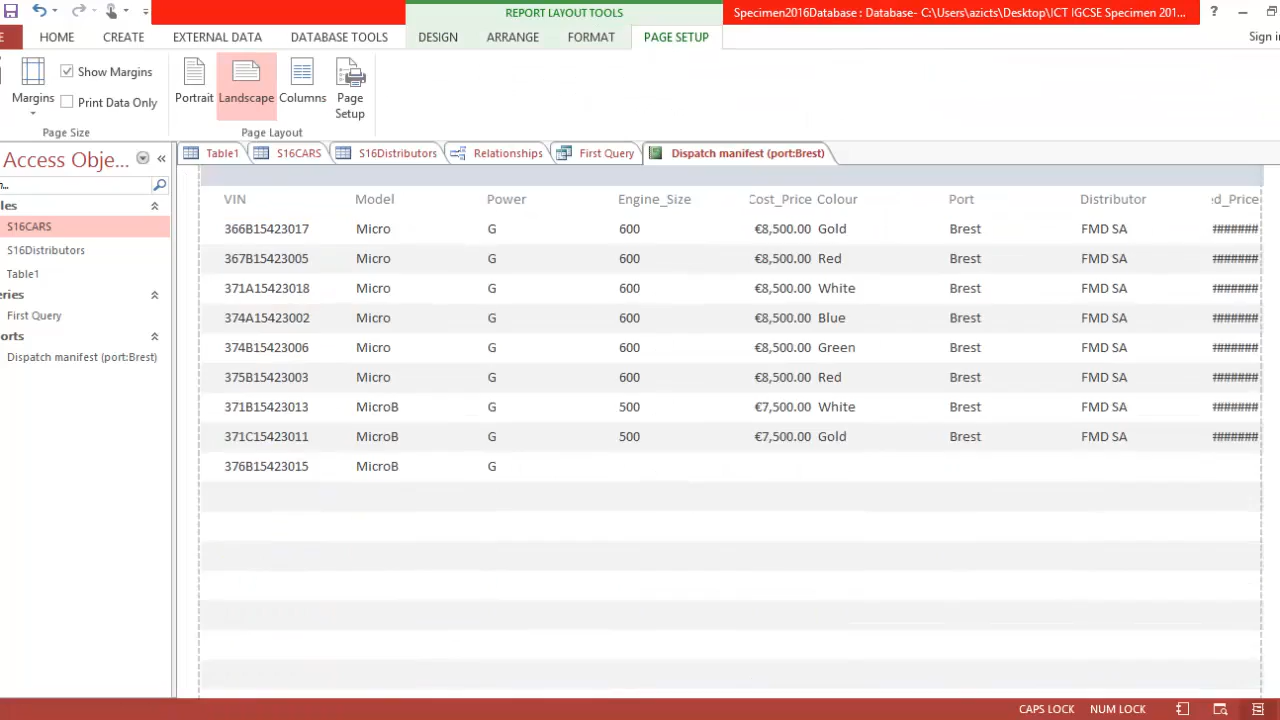 REPORT LAYOUT TOOLS
Specimen2016Database : Database- C:\Users\azicts\Desktop\ICT IGCSE Specimen 201...
?
E HOME CREATE EXTERNAL DATA DATABASE TOOLS DESIGN ARRANGE FORMAT PAGE SETUP Sign in
Show Margins
Print Data Only
Margins Portrait Landscape Columns Page Setup
Page Size Page Layout
Access Obje... «
Table1 S16CARS S16Distributors Relationships First Query Dispatch manifest (port:Brest)
h...
les
S16CARS
S16Distributors
Table1
eries
First Query
orts
Dispatch manifest (port:Brest)
VIN Model Power Engine_Size Cost_Price Colour Port Distributor ed_Price
366B15423017 Micro G 600 €8,500.00 Gold Brest FMD SA #######
367B15423005 Micro G 600 €8,500.00 Red Brest FMD SA #######
371A15423018 Micro G 600 €8,500.00 White Brest FMD SA #######
374A15423002 Micro G 600 €8,500.00 Blue Brest FMD SA #######
374B15423006 Micro G 600 €8,500.00 Green Brest FMD SA #######
375B15423003 Micro G 600 €8,500.00 Red Brest FMD SA #######
371B15423013 MicroB G 500 €7,500.00 White Brest FMD SA #######
371C15423011 MicroB G 500 €7,500.00 Gold Brest FMD SA #######
376B15423015 MicroB G
CAPS LOCK NUM LOCK